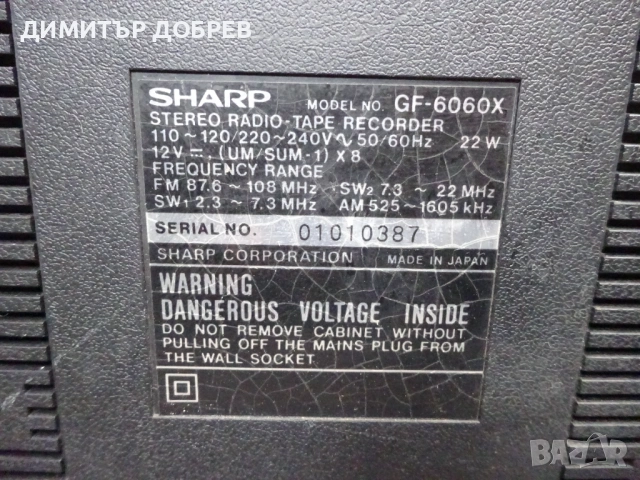 ДИМИТЪР ДОБРЕВ
SHARP MODEL NO. GF-6060X
STEREO RADIO-TAPE RECORDER
110~120/220~240V∿50/60Hz 22W
12V⎓(UM/SUM-1) X 8
FREQUENCY RANGE
FM 87.6~108 MHz SW2 7.3 ~ 22 MHz
SW1 2.3 ~ 7.3 MHz AM 525~1605 kHz
SERIAL NO. 01010387
SHARP CORPORATION MADE IN JAPAN
WARNING
DANGEROUS VOLTAGE INSIDE
DO NOT REMOVE CABINET WITHOUT
PULLING OFF THE MAINS PLUG FROM
THE WALL SOCKET.
BAZAR